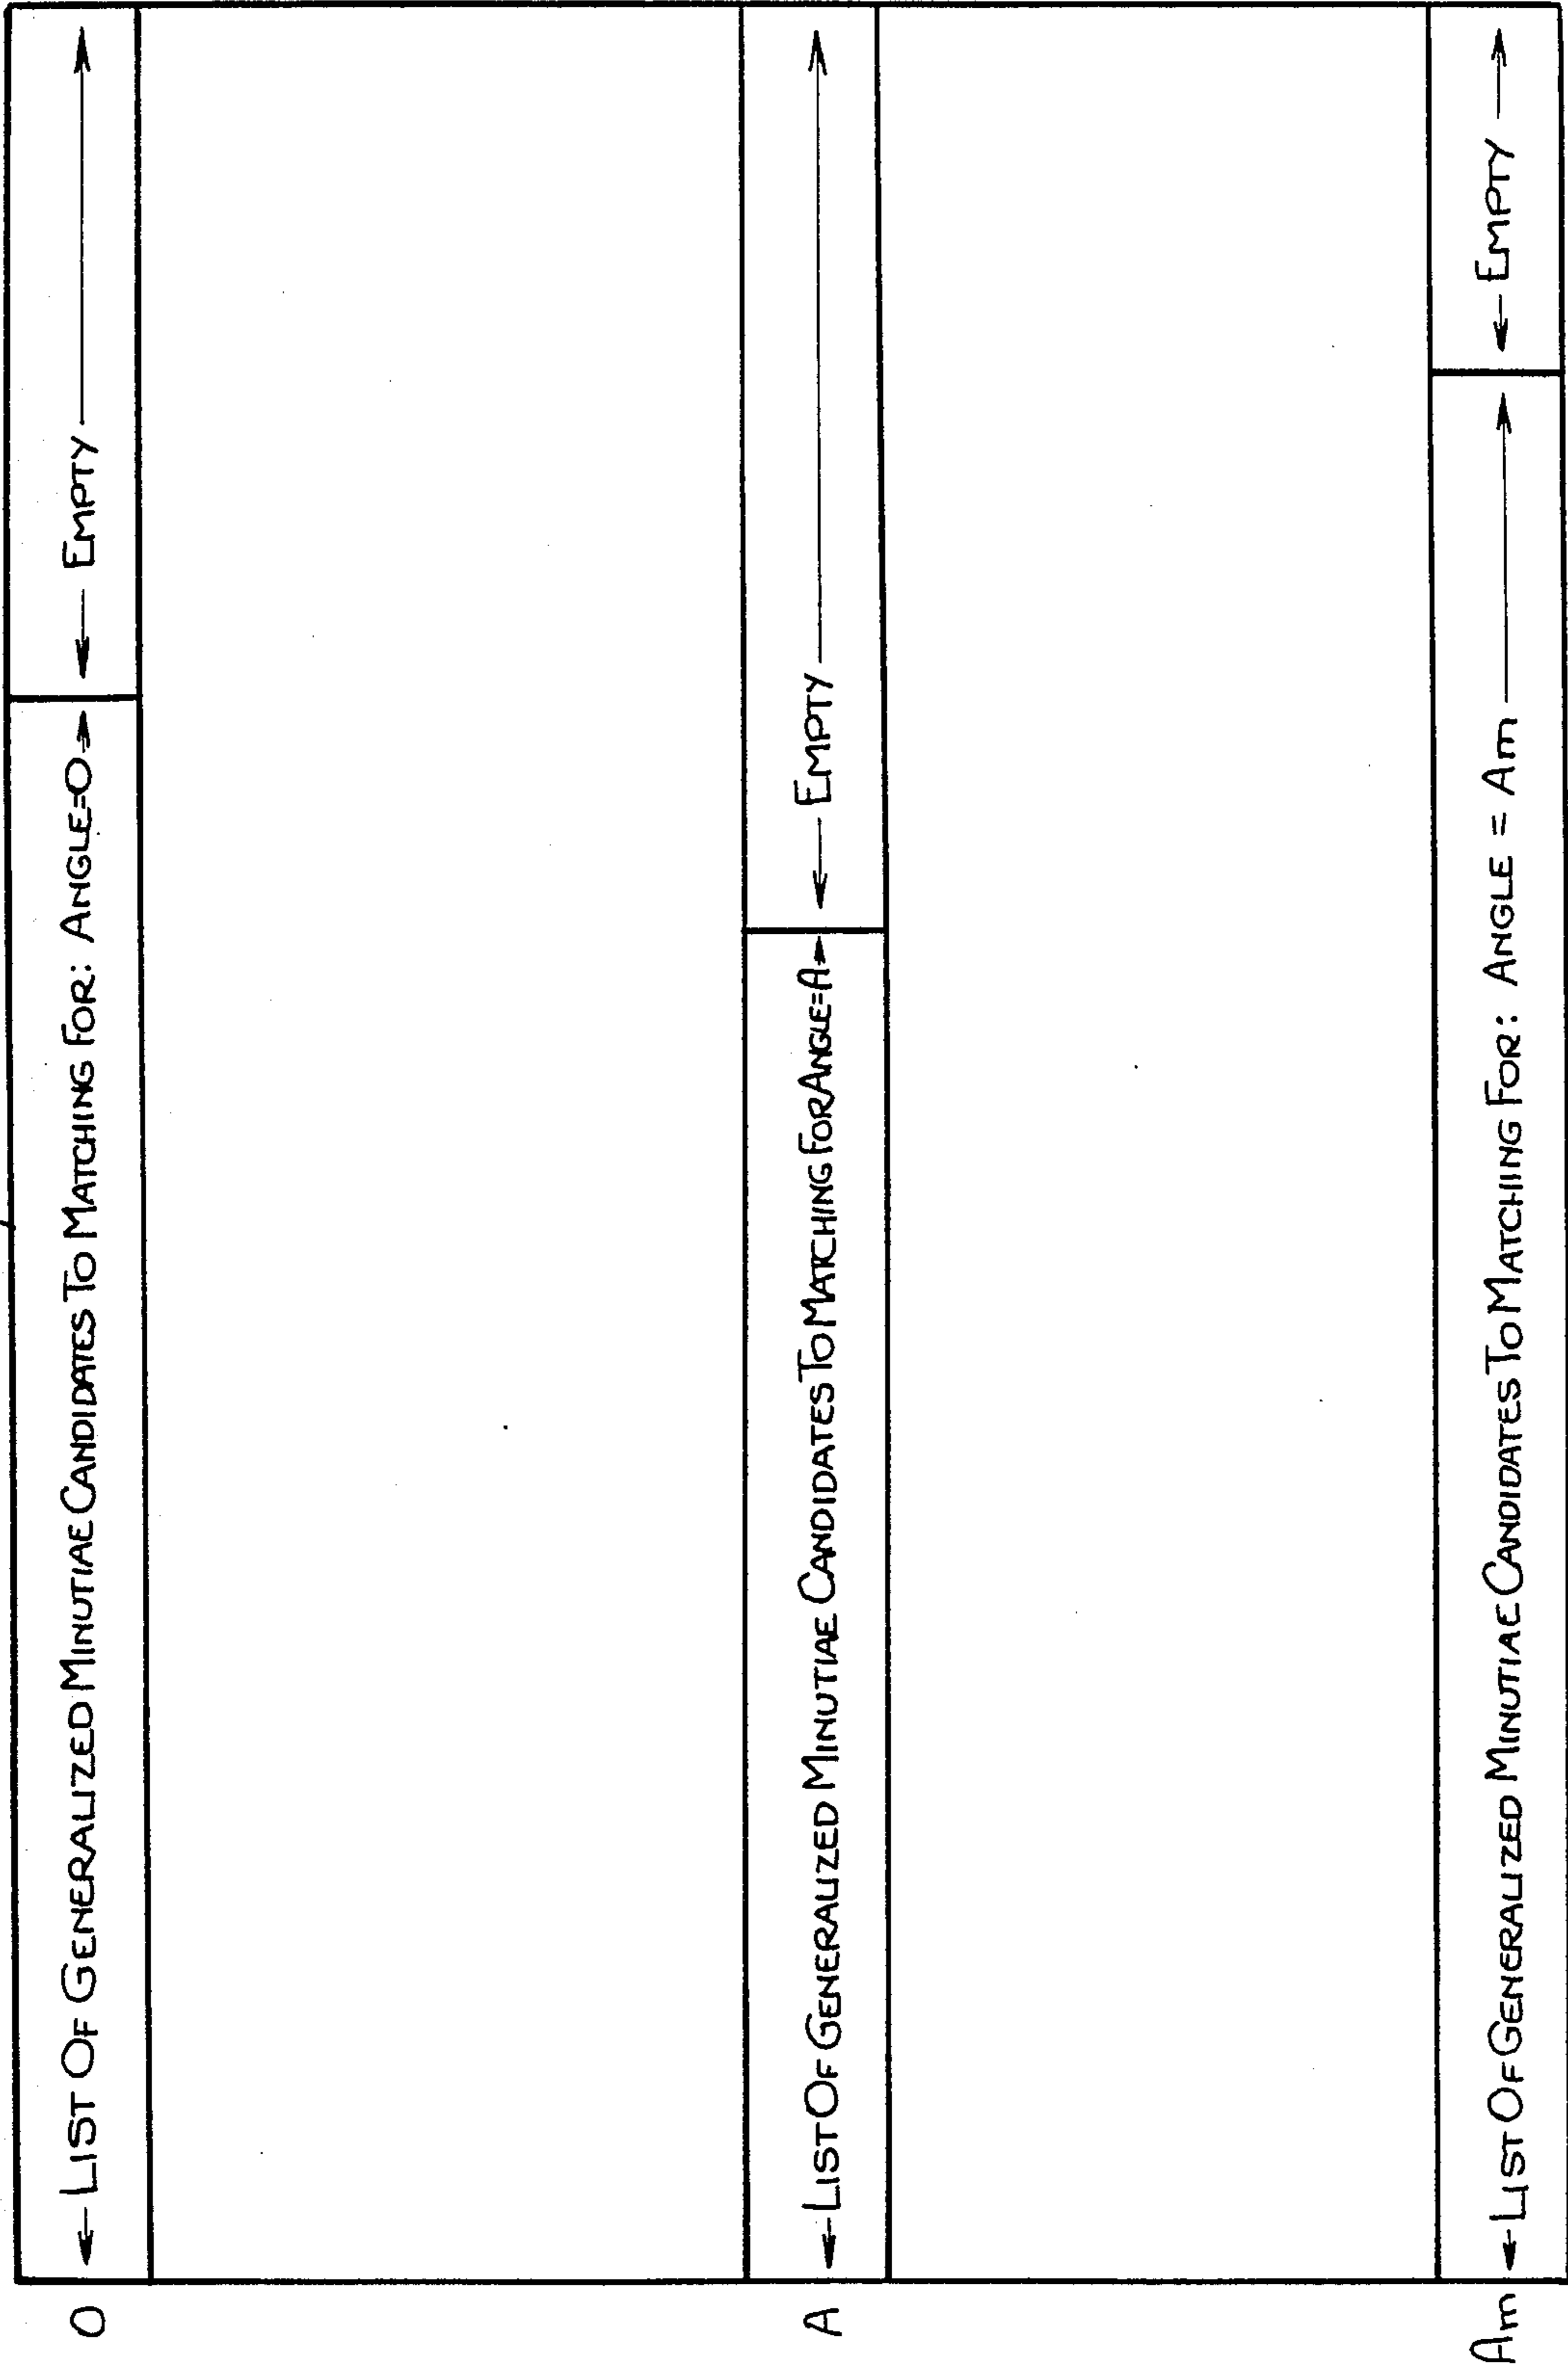 0 LIST OF GENERALIZED MINUTIAE CANDIDATES TO MATCHING FOR: ANGLE=0 EMPTY
A LIST OF GENERALIZED MINUTIAE CANDIDATES TO MATCHING FOR ANGLE=A EMPTY
Am LIST OF GENERALIZED MINUTIAE CANDIDATES TO MATCHING FOR: ANGLE = Am EMPTY